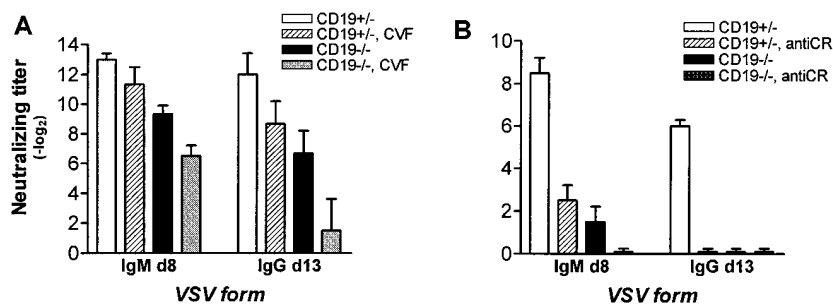 A
CD19+/-
CD19+/-, CVF
CD19-/-
CD19-/-, CVF
Neutralizing titer
(-log₂)
14
12
10
8
6
4
2
0
IgM d8 IgG d13
VSV form
B
CD19+/-
CD19+/-, antiCR
CD19-/-
CD19-/-, antiCR
10
8
6
4
2
0
IgM d8 IgG d13
VSV form